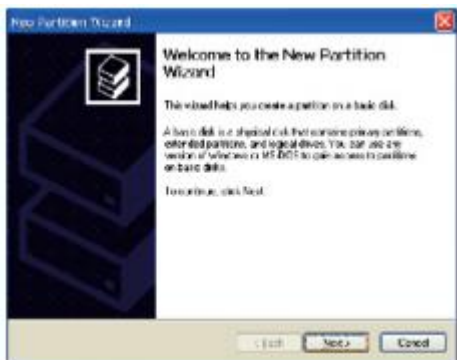 New Partition Wizard
Welcome to the New Partition
Wizard
This wizard helps you create a partition on a basic disk.
A basic disk is a physical disk that contains primary partitions,
extended partitions, and logical drives. You can use any
version of Windows or MS-DOS to gain access to partitions
on basic disks.
To continue, click Next.
< Back
Next >
Cancel